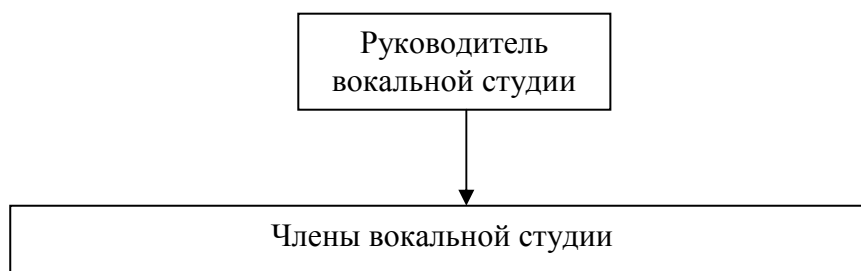 Руководитель
вокальной студии
Члены вокальной студии